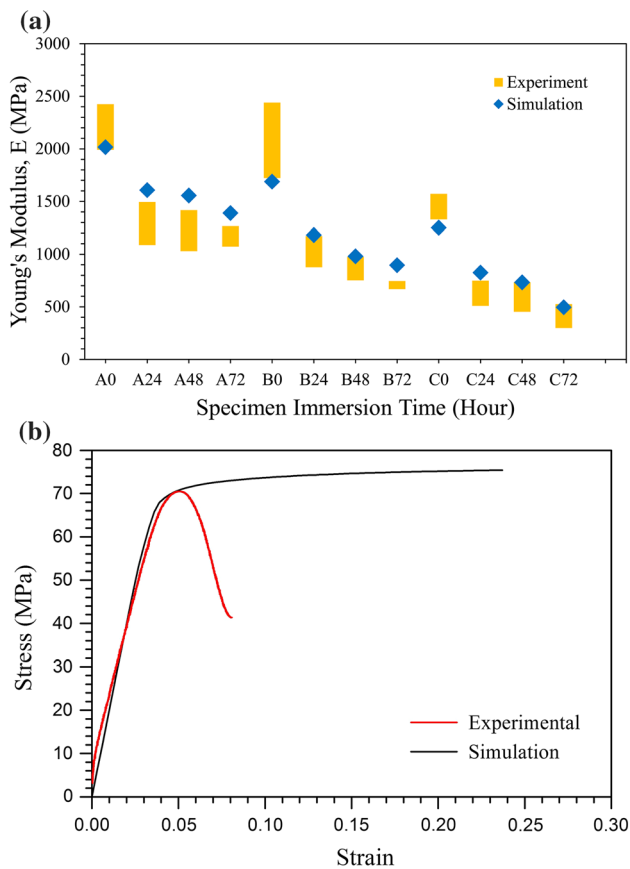 (a)
Young's Modulus, E (MPa)
3000
2500
2000
1500
1000
500
0
Experiment
Simulation
A0 A24 A48 A72 B0 B24 B48 B72 C0 C24 C48 C72
Specimen Immersion Time (Hour)
(b)
Stress (MPa)
80
70
60
50
40
30
20
10
0
Experimental
Simulation
0.00 0.05 0.10 0.15 0.20 0.25 0.30
Strain